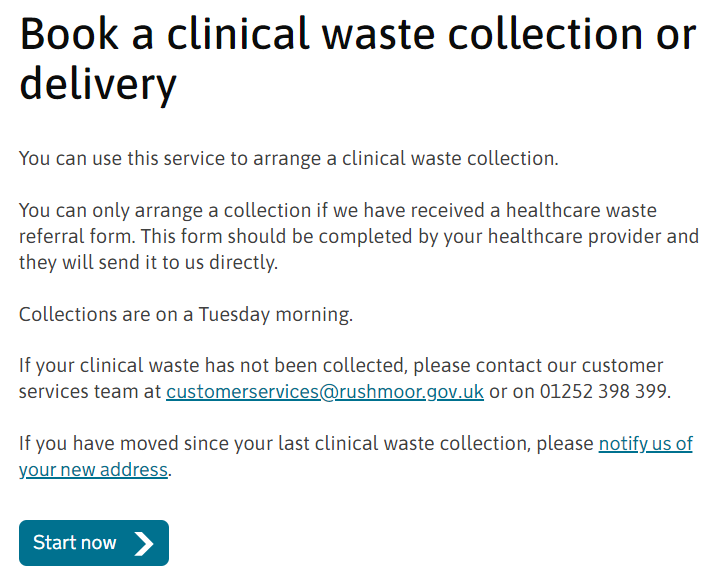 Book a clinical waste collection or
delivery
You can use this service to arrange a clinical waste collection.
You can only arrange a collection if we have received a healthcare waste
referral form. This form should be completed by your healthcare provider and
they will send it to us directly.
Collections are on a Tuesday morning.
If your clinical waste has not been collected, please contact our customer
services team at customerservices@rushmoor.gov.uk or on 01252 398 399.
If you have moved since your last clinical waste collection, please notify us of
your new address.
Start now